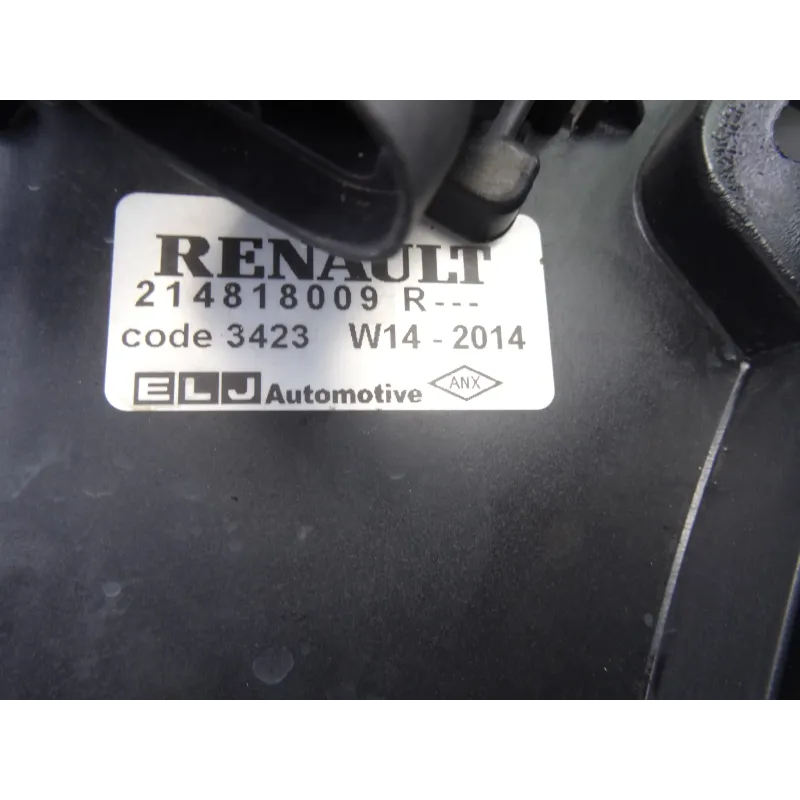 RENAULT
214818009 R---
code 3423 W14 - 2014
ELJ Automotive ANX